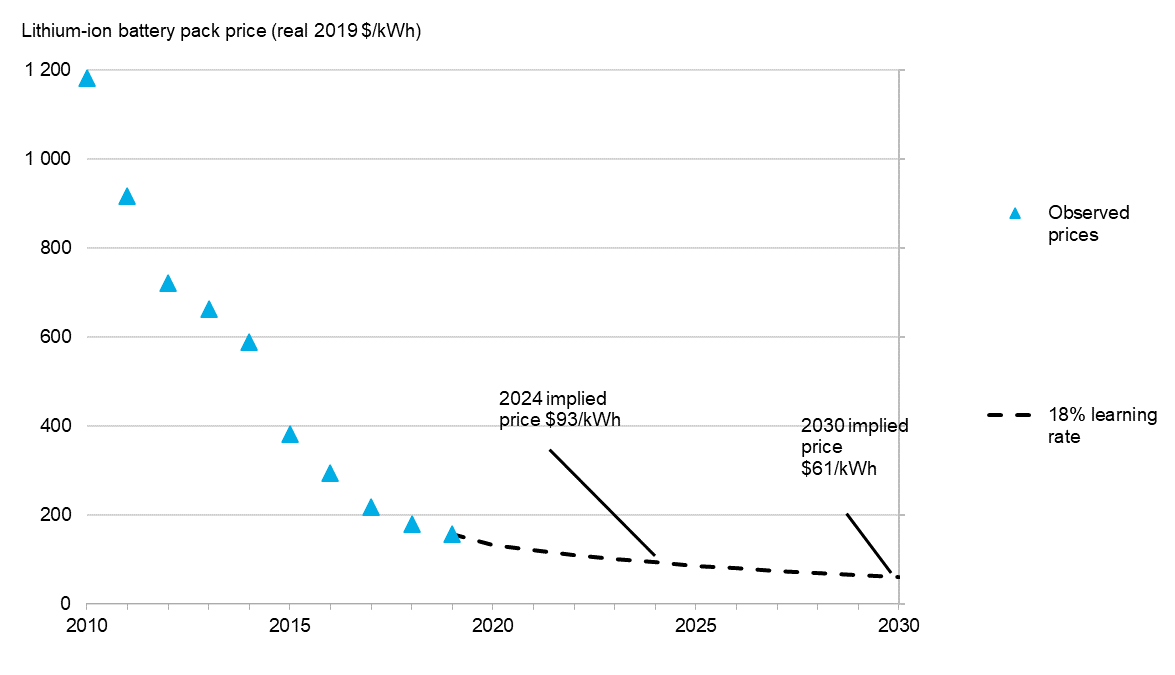 Lithium-ion battery pack price (real 2019 $/kWh)
1 200
1 000
800
600
400
200
0
2010
2015
2020
2025
2030
2024 implied
price $93/kWh
2030 implied
price
$61/kWh
Observed
prices
18% learning
rate